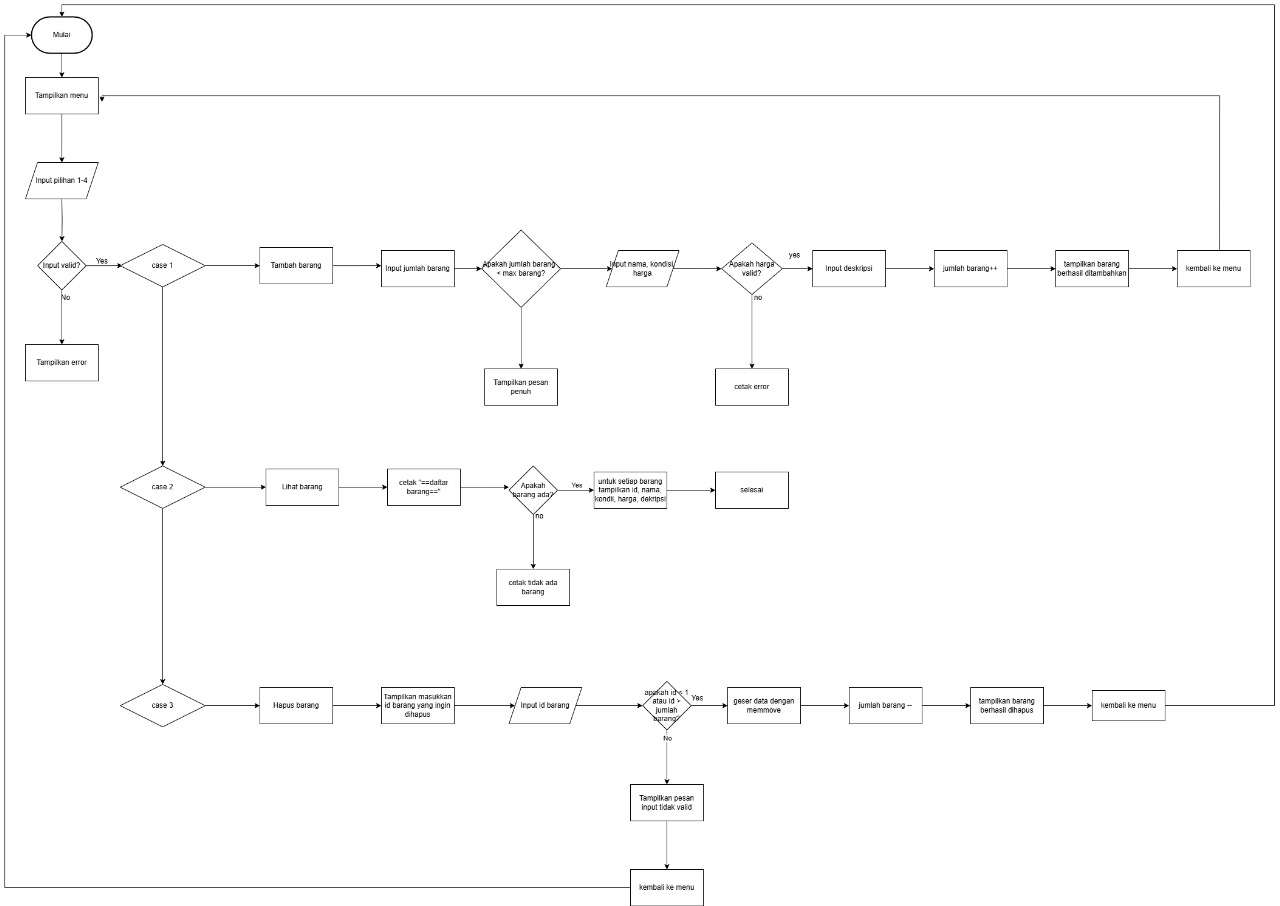 Mulai
Tampilkan menu
Input pilihan 1-4
Input valid?
Yes
No
Tampilkan error
case 1
Tambah barang
Input jumlah barang
Apakah jumlah barang
< max barang?
Input nama, kondisi,
harga
Apakah harga
valid?
yes
no
Input deskripsi
jumlah barang++
tampilkan barang
berhasil ditambahkan
kembali ke menu
Tampilkan pesan
penuh
cetak error
case 2
Lihat barang
cetak "==daftar
barang=="
Apakah
barang ada?
Yes
no
untuk setiap barang
tampilkan id, nama,
kondii, harga, dekripsi
selesai
cetak tidak ada
barang
case 3
Hapus barang
Tampilkan masukkan
id barang yang ingin
dihapus
Input id barang
apakah id < 1
atau id >
jumlah
barang?
Yes
No
geser data dengan
memmove
jumlah barang --
tampilkan barang
berhasil dihapus
kembali ke menu
Tampilkan pesan
input tidak valid
kembali ke menu